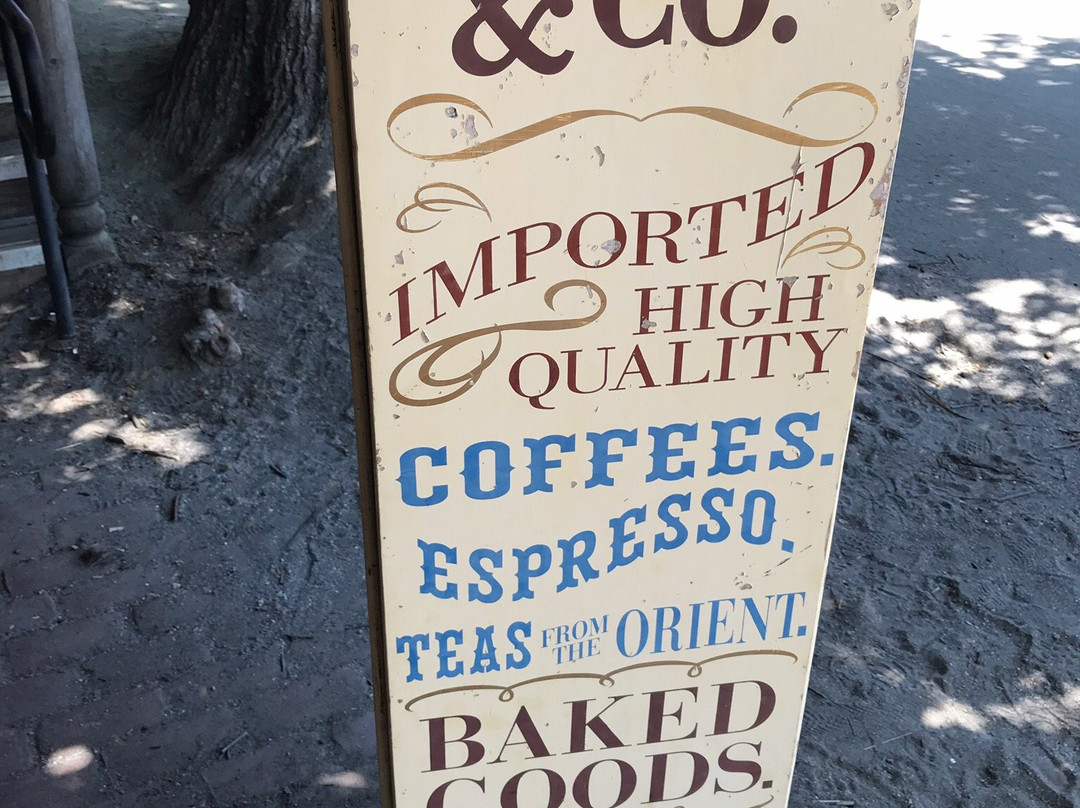 & Co.
IMPORTED
HIGH
QUALITY
COFFEES.
ESPRESSO.
TEAS FROM THE ORIENT.
BAKED
GOODS.